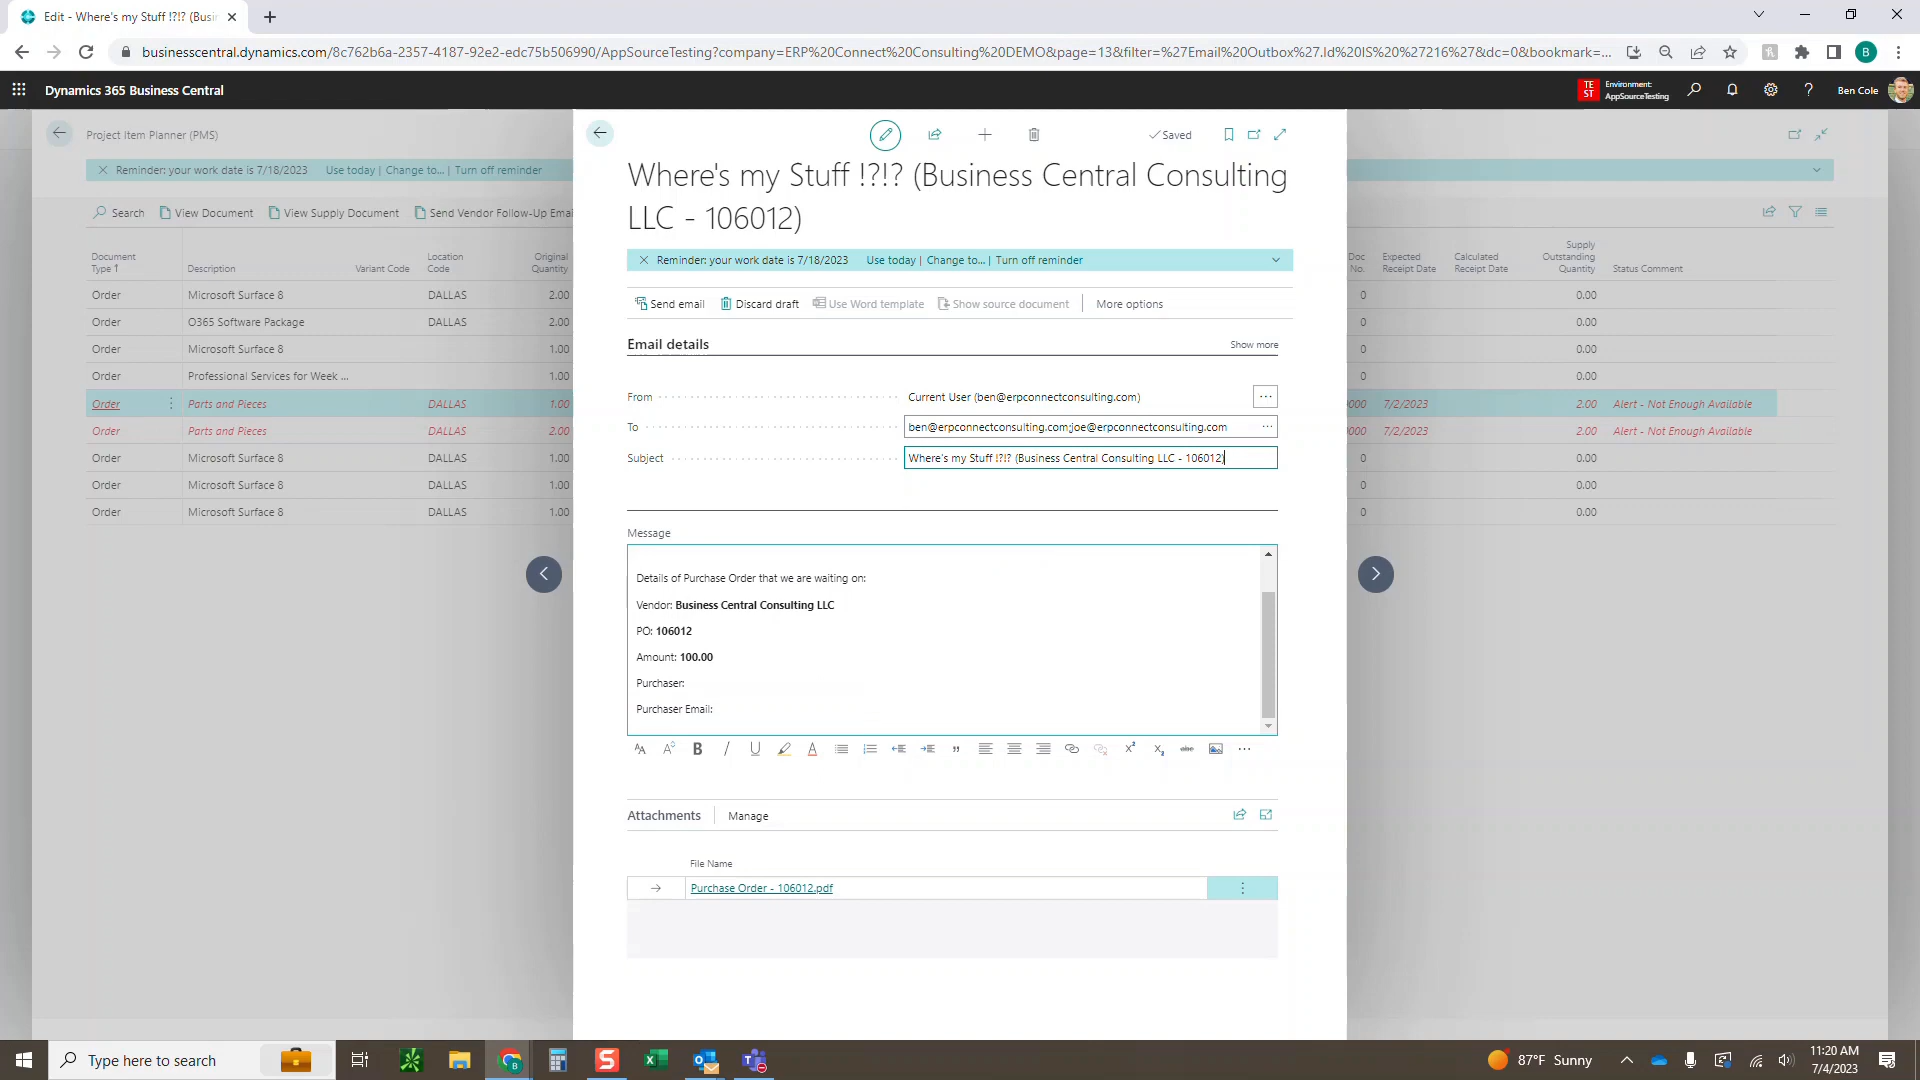 Edit - Where's my Stuff !?!? (Busi
businesscentral.dynamics.com/8c762b6a-2357-4187-92e2-edc75b506990/AppSourceTesting?company=ERP%20Connect%20Consulting%20DEMO&page=13&filter=%27Email%20Outbox%27.Id%20IS%20%27216%27&dc=0&bookmark=...
B
Dynamics 365 Business Central
TE
ST
Environment:
AppSourceTesting
?
Ben Cole
Project Item Planner (PMS)
Saved
Where's my Stuff !?!? (Business Central Consulting
LLC - 106012)
Reminder: your work date is 7/18/2023 Use today | Change to... | Turn off reminder
Search View Document View Supply Document Send Vendor Follow-Up Emai
Document
Type ↑ Description Variant Code Location
Code Original
Quantity
Order Microsoft Surface 8 DALLAS 2.00
Order O365 Software Package DALLAS 2.00
Order Microsoft Surface 8 1.00
Order Professional Services for Week ... 1.00
Order Parts and Pieces DALLAS 1.00
Order Parts and Pieces DALLAS 2.00
Order Microsoft Surface 8 DALLAS 1.00
Order Microsoft Surface 8 DALLAS 1.00
Order Microsoft Surface 8 DALLAS 1.00
Reminder: your work date is 7/18/2023 Use today | Change to... | Turn off reminder
Send email Discard draft Use Word template Show source document More options
Email details Show more
From Current User (ben@erpconnectconsulting.com)
To ben@erpconnectconsulting.com;joe@erpconnectconsulting.com
Subject Where's my Stuff !?!? (Business Central Consulting LLC - 106012)
Message
Details of Purchase Order that we are waiting on:
Vendor: Business Central Consulting LLC
PO: 106012
Amount: 100.00
Purchaser:
Purchaser Email:
Attachments Manage
File Name
Purchase Order - 106012.pdf
Doc
No. Expected
Receipt Date Calculated
Receipt Date Supply
Outstanding
Quantity Status Comment
0 0.00
0 0.00
0 0.00
0 0.00
000 7/2/2023 2.00 Alert - Not Enough Available
000 7/2/2023 2.00 Alert - Not Enough Available
0 0.00
0 0.00
0 0.00
Type here to search
87°F Sunny
11:20 AM
7/4/2023